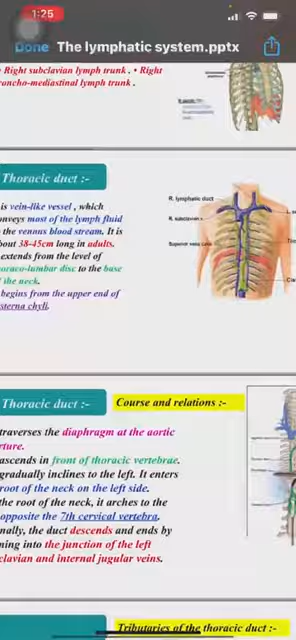 1:25
Done The lymphatic system.pptx
• Right subclavian lymph trunk . • Right
roncho-mediastinal lymph trunk .
Thoracic duct :-
is vein-like vessel , which
onveys most of the lymph fluid
the venous blood stream. It is
bout 38-45cm long in adults.
extends from the level of
oraco-lumbar disc to the base
f the neck.
begins from the upper end of
sterna chyli.
R. lymphatic duct
R. subclavian
Superior vena cava
Thoracic duct :-
Course and relations :-
traverses the diaphragm at the aortic
rture.
ascends in front of thoracic vertebrae.
gradually inclines to the left. It enters
root of the neck on the left side.
the root of the neck, it arches to the
opposite the 7th cervical vertebra.
nally, the duct descends and ends by
ning into the junction of the left
clavian and internal jugular veins.
Tributaries of the thoracic duct :-